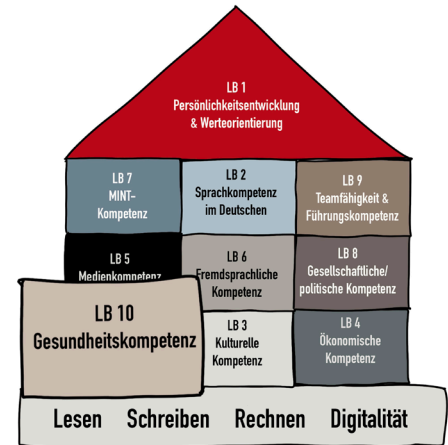 LB 1
Persönlichkeitsentwicklung
& Werteorientierung
LB 7
MINT-
Kompetenz
LB 2
Sprachkompetenz
im Deutschen
LB 9
Teamfähigkeit &
Führungskompetenz
LB 5
Medienkompetenz
LB 6
Fremdsprachliche
Kompetenz
LB 8
Gesellschaftliche/
politische Kompetenz
LB 10
Gesundheitskompetenz
LB 3
Kulturelle
Kompetenz
LB 4
Ökonomische
Kompetenz
Lesen Schreiben Rechnen Digitalität